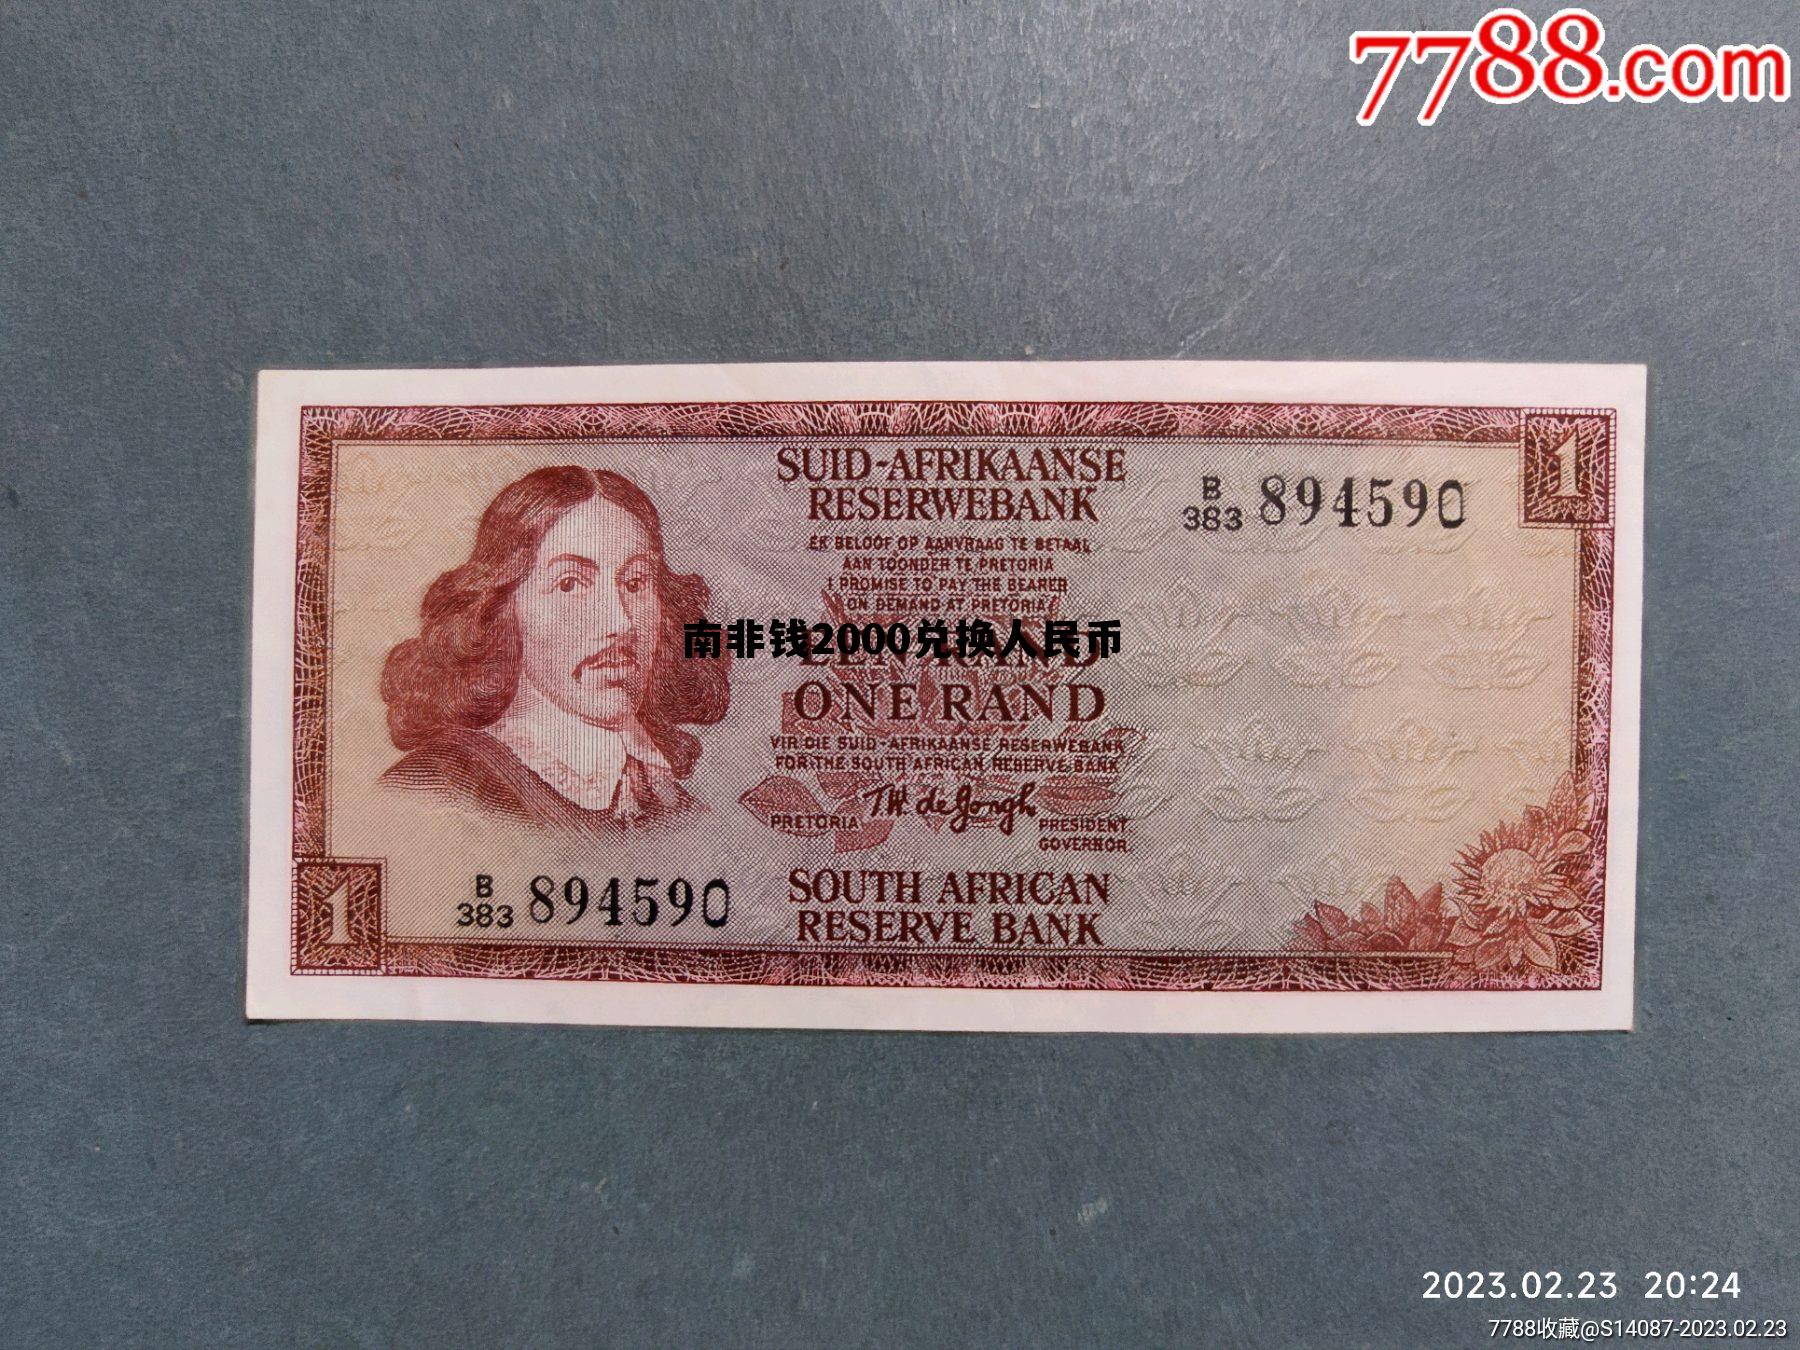 7788.com
SUID-AFRIKAANSE
RESERWEBANK
B
383 894590
1
EK BELOOF OP AANVRAAG TE BETAAL
AAN TOONDER TE PRETORIA
I PROMISE TO PAY THE BEARER
ON DEMAND AT PRETORIA
南非钱2000兑换人民币
EEN RAND
ONE RAND
VIR DIE SUID-AFRIKAANSE RESERWEBANK
FOR THE SOUTH AFRICAN RESERVE BANK
T.W. de Jongh
PRETORIA
PRESIDENT
GOVERNOR
1
B
383 894590
SOUTH AFRICAN
RESERVE BANK
2023.02.23 20:24
7788收藏@S14087-2023.02.23